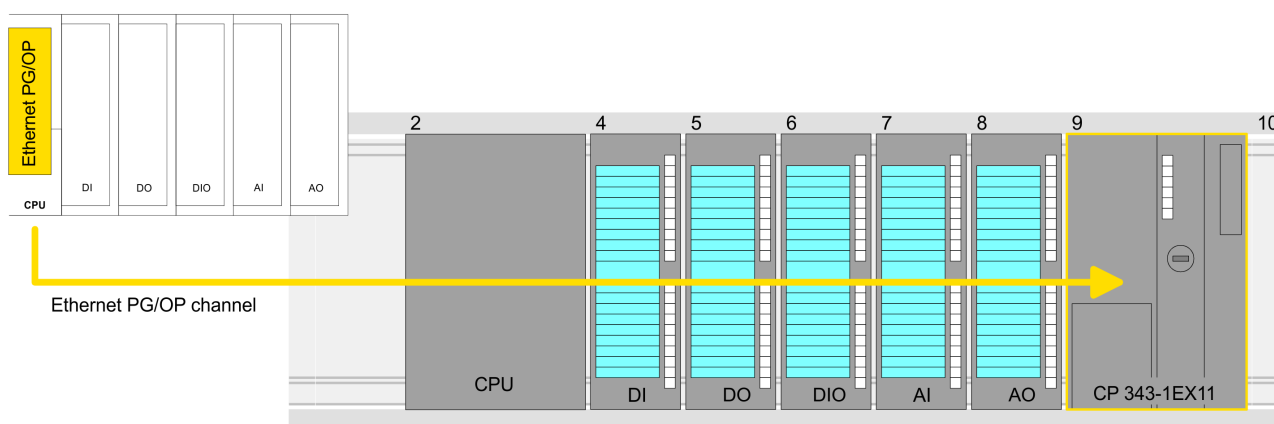 Ethernet PG/OP
CPU
DI
DO
DIO
AI
AO
2
4
5
6
7
8
9
10
Ethernet PG/OP channel
CPU
DI
DO
DIO
AI
AO
CP 343-1EX11